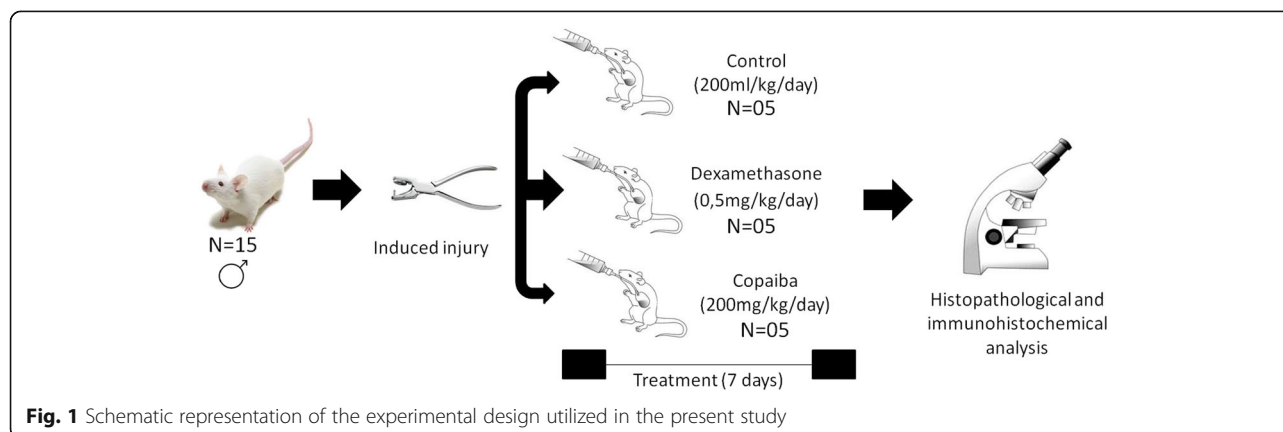 N=15
Induced injury
Control
(200ml/kg/day)
N=05
Dexamethasone
(0,5mg/kg/day)
N=05
Copaiba
(200mg/kg/day)
N=05
Treatment (7 days)
Histopathological and
immunohistochemical
analysis
Fig. 1 Schematic representation of the experimental design utilized in the present study